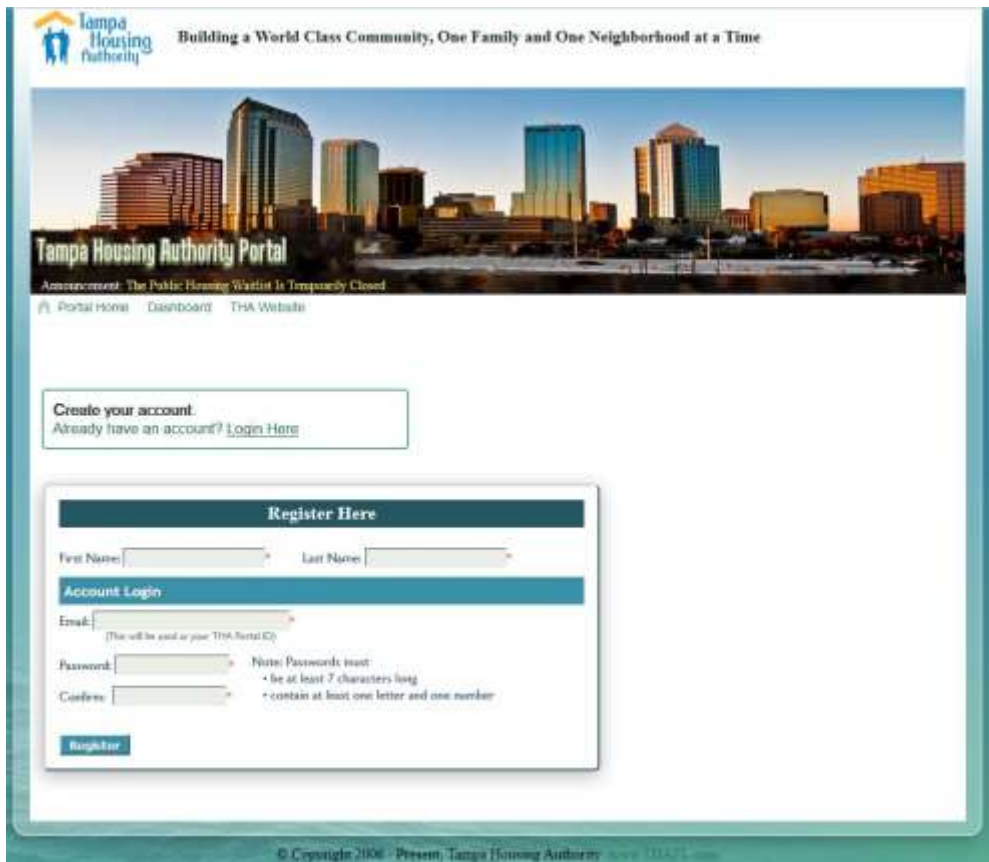 Tampa
Housing
Authority
Building a World Class Community, One Family and One Neighborhood at a Time
Tampa Housing Authority Portal
Announcement: The Public Housing Waitlist Is Temporarily Closed
Portal Home Dashboard THA Website
Create your account.
Already have an account? Login Here
Register Here
First Name: * Last Name: *
Account Login
Email: *
(This will be used as your THA Portal ID)
Password: * Note: Passwords must
• be at least 7 characters long
Confirm: * • contain at least one letter and one number
Register
© Copyright 2008 - Present, Tampa Housing Authority